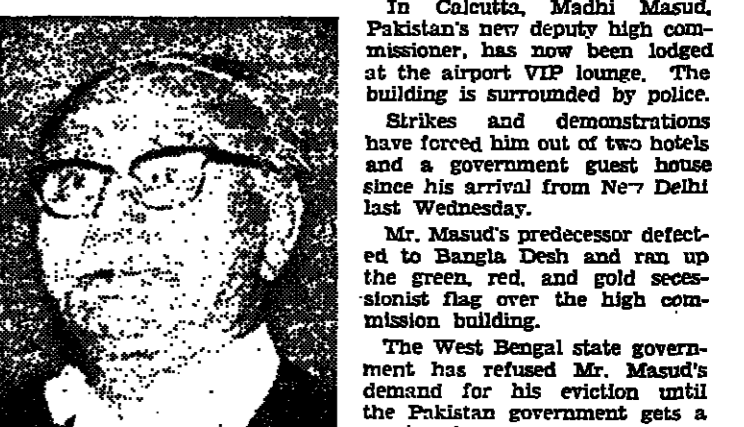 In Calcutta, Madhi Masud,
Pakistan's new deputy high com-
missioner, has now been lodged
at the airport VIP lounge. The
building is surrounded by police.
Strikes and demonstrations
have forced him out of two hotels
and a government guest house
since his arrival from New Delhi
last Wednesday.
Mr. Masud's predecessor defect-
ed to Bangla Desh and ran up
the green, red, and gold seces-
sionist flag over the high com-
mission building.
The West Bengal state govern-
ment has refused Mr. Masud's
demand for his eviction until
the Pakistan government gets a